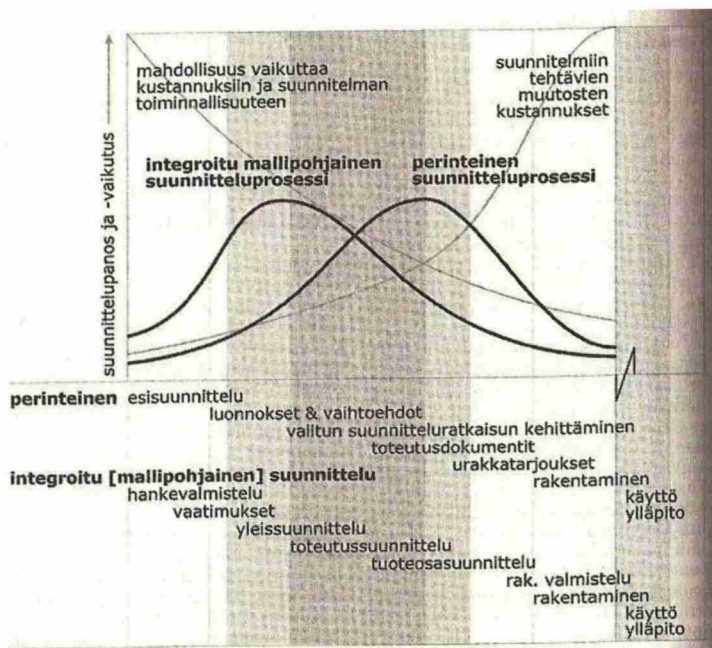 suunnittelupanos ja -vaikutus
mahdollisuus vaikuttaa
kustannuksiin ja suunnitelman
toiminnallisuuteen
suunnitelmiin
tehtävien
muutosten
kustannukset
integroitu mallipohjainen
suunnitteluprosessi
perinteinen
suunnitteluprosessi
perinteinen esisuunnittelu
luonnokset & vaihtoehdot
valitun suunnitteluratkaisun kehittäminen
toteutusdokumentit
urakkatarjoukset
rakentaminen
käyttö
ylläpito
integroitu [mallipohjainen] suunnittelu
hankevalmistelu
vaatimukset
yleissuunnittelu
toteutussuunnittelu
tuoteosasuunnittelu
rak. valmistelu
rakentaminen
käyttö
ylläpito